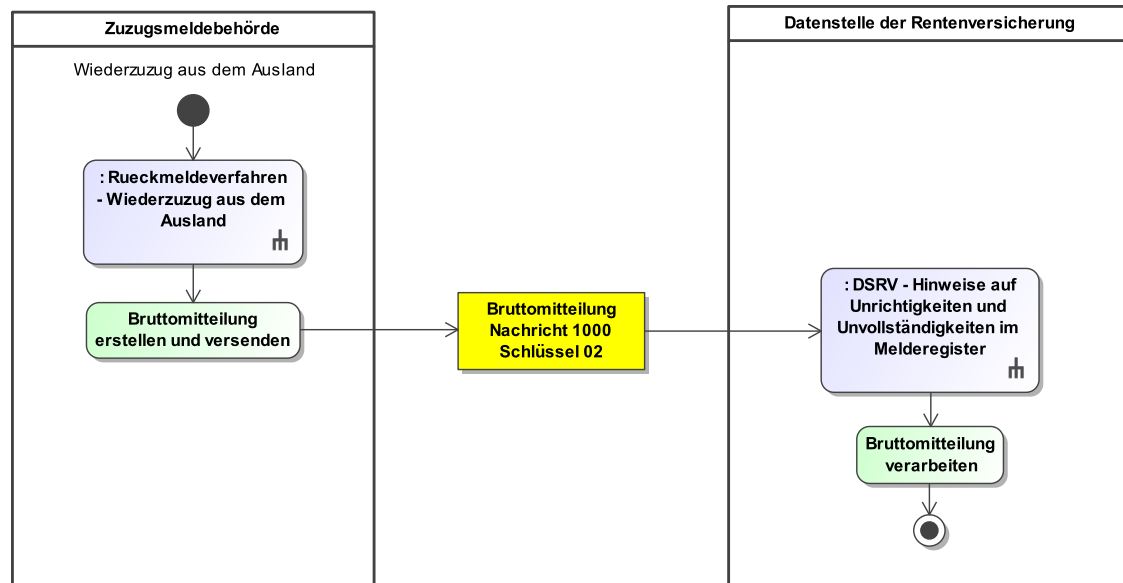 Zuzugsmeldebehörde
Wiederzuzug aus dem Ausland
: Rueckmeldeverfahren
- Wiederzuzug aus dem
Ausland
Bruttomitteilung
erstellen und versenden
Bruttomitteilung
Nachricht 1000
Schlüssel 02
Datenstelle der Rentenversicherung
: DSRV - Hinweise auf
Unrichtigkeiten und
Unvollständigkeiten im
Melderegister
Bruttomitteilung
verarbeiten